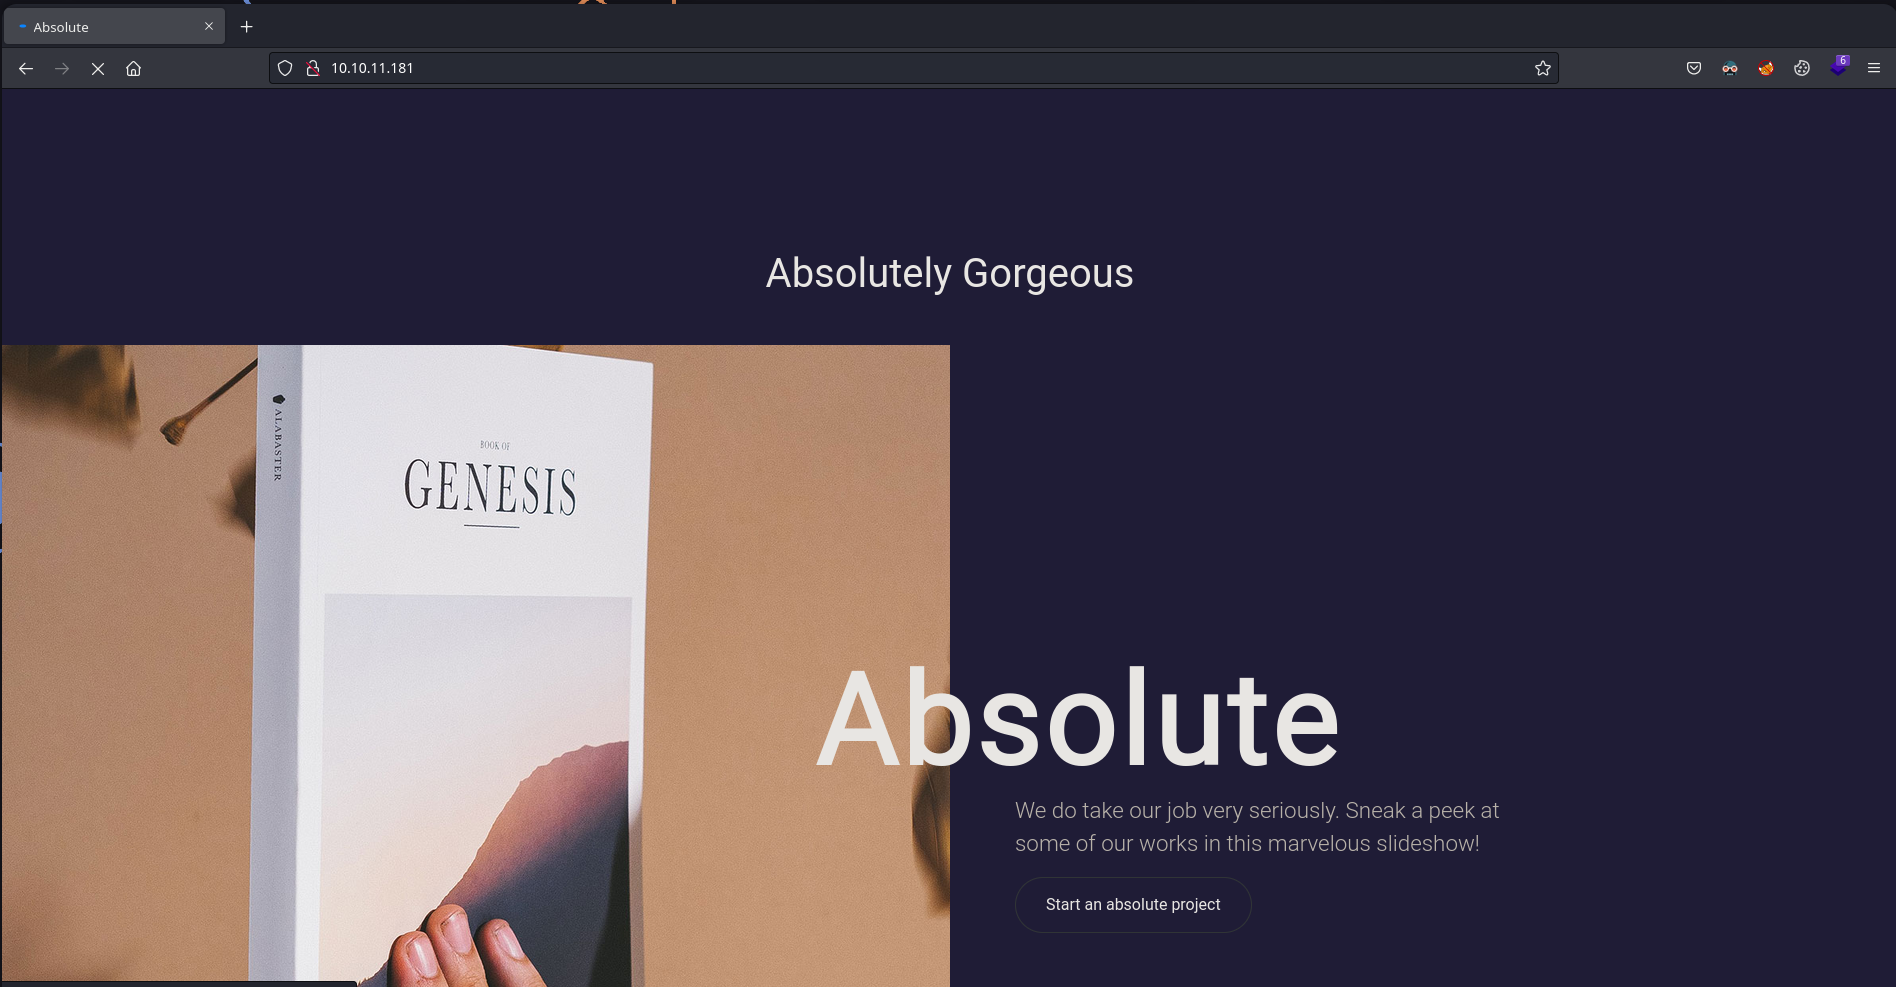 Absolute
10.10.11.181
6
Absolutely Gorgeous
ALABASTER
BOOK OF
GENESIS
Absolute
We do take our job very seriously. Sneak a peek at
some of our works in this marvelous slideshow!
Start an absolute project